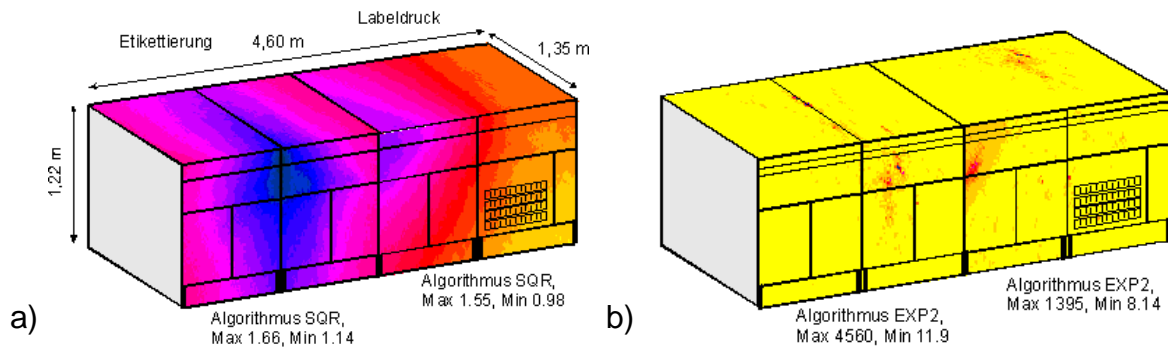 Labeldruck
Etikettierung
4,60 m
1,35 m
1,22 m
Algorithmus SQR,
Max 1.55, Min 0.98
a)
Algorithmus SQR,
Max 1.66, Min 1.14
Algorithmus EXP2,
Max 1395, Min 8.14
b)
Algorithmus EXP2,
Max 4560, Min 11.9